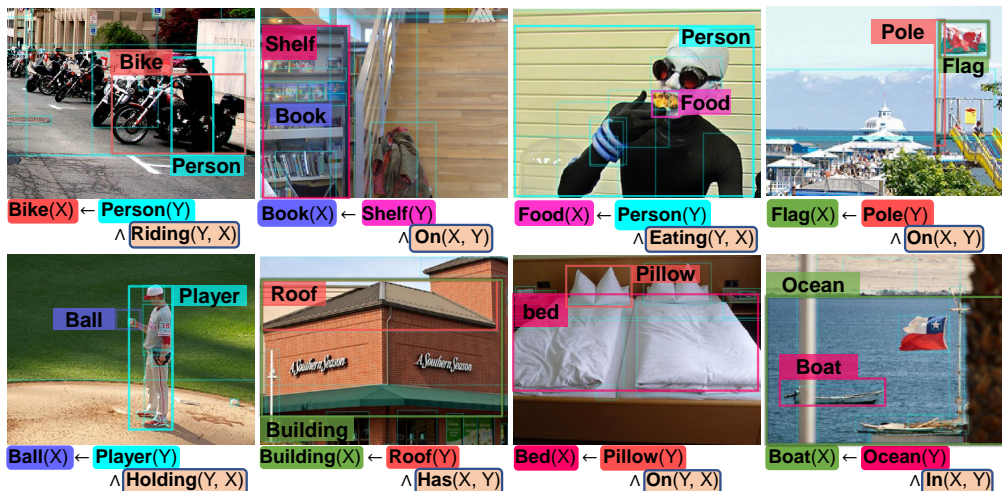 Bike
Person
Bike(X) ← Person(Y)
∧ Riding(Y, X)
Shelf
Book
Book(X) ← Shelf(Y)
∧ On(X, Y)
Person
Food
Food(X) ← Person(Y)
∧ Eating(Y, X)
Pole
Flag
Flag(X) ← Pole(Y)
∧ On(X, Y)
Player
Ball
38
Ball(X) ← Player(Y)
∧ Holding(Y, X)
Roof
A Southern Season
A Southern Season
Building
Building(X) ← Roof(Y)
∧ Has(X, Y)
Pillow
bed
Bed(X) ← Pillow(Y)
∧ On(Y, X)
Ocean
Boat
Boat(X) ← Ocean(Y)
∧ In(X, Y)